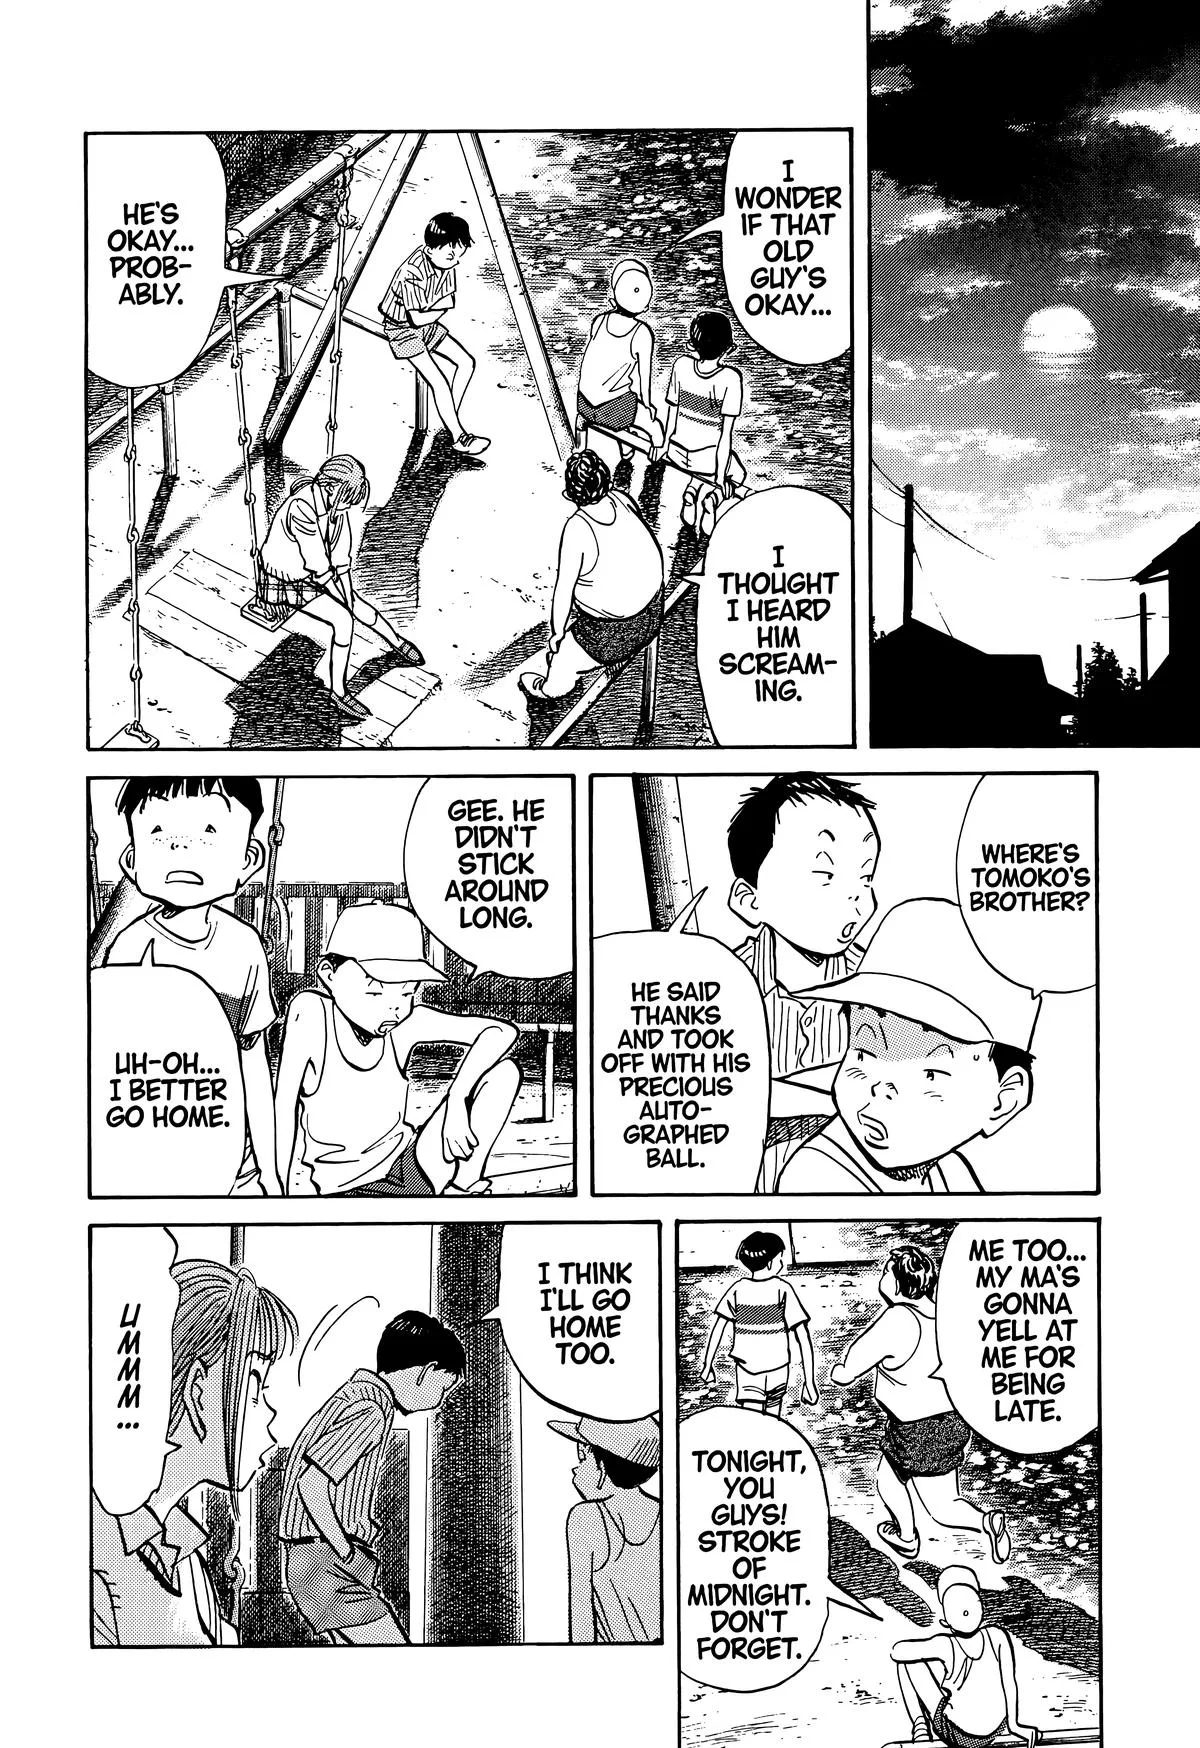 I
WONDER
IF THAT
OLD
GUY'S
OKAY...
HE'S
OKAY...
PROB-
ABLY.
I
THOUGHT
I HEARD
HIM
SCREAM-
ING.
WHERE'S
TOMOKO'S
BROTHER?
HE SAID
THANKS
AND TOOK
OFF WITH HIS
PRECIOUS
AUTO-
GRAPHED
BALL.
GEE. HE
DIDN'T
STICK
AROUND
LONG.
UH-OH...
I BETTER
GO HOME.
ME TOO...
MY MA'S
GONNA
YELL AT
ME FOR
BEING
LATE.
TONIGHT,
YOU
GUYS!
STROKE
OF
MIDNIGHT.
DON'T
FORGET.
I THINK
I'LL GO
HOME
TOO.
UMMM...